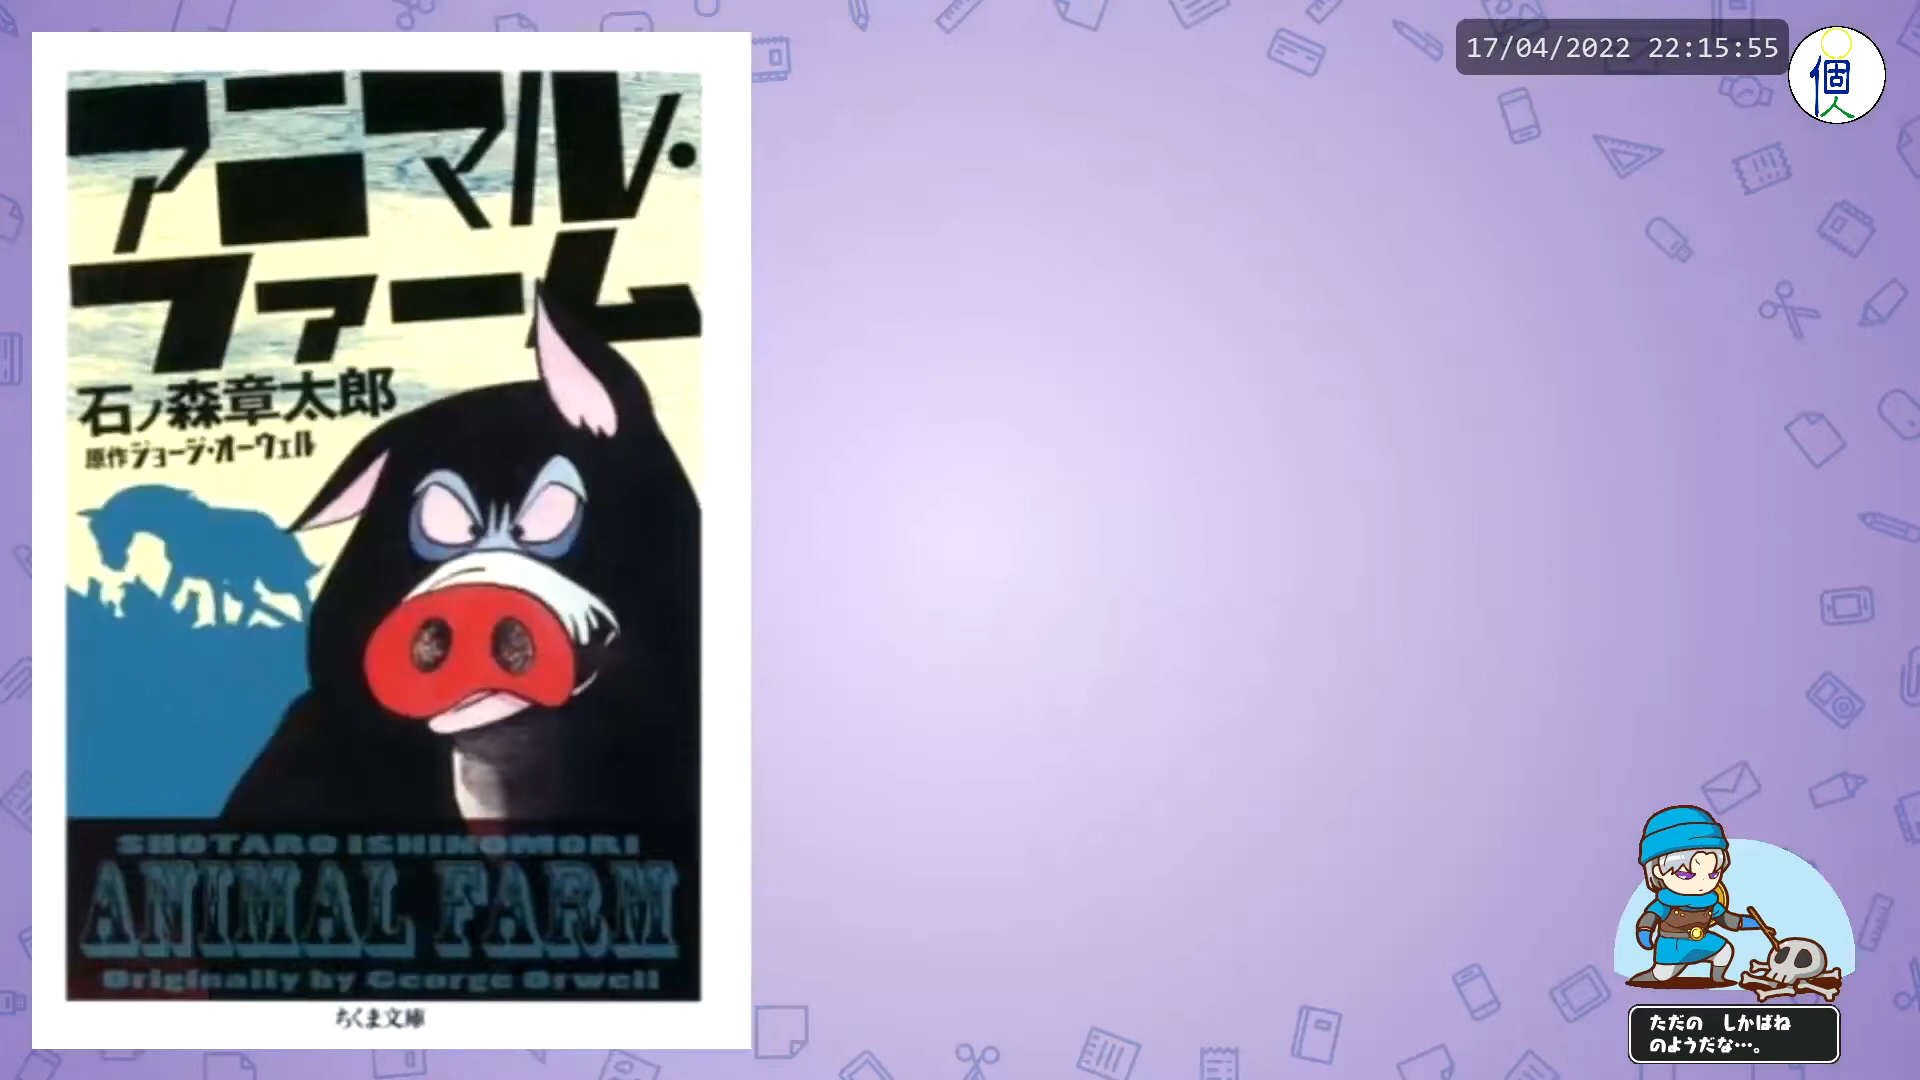 アニマル・
ファーム
石ノ森章太郎
原作ジョージ・オーウェル
SHOTARO ISHINOMORI
ANIMAL FARM
Originally by George Orwell
ちくま文庫
17/04/2022 22:15:55
個人
ただの しかばね
のようだな…。